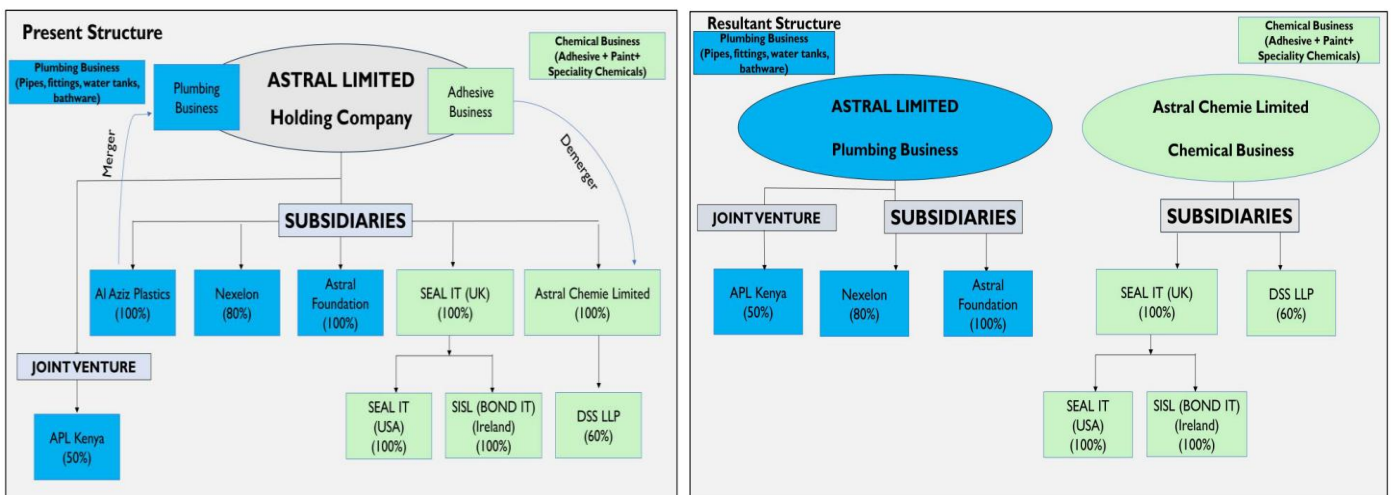 Present Structure
Plumbing Business
(Pipes, fittings, water tanks,
bathware)
Plumbing
Business
ASTRAL LIMITED
Holding Company
Adhesive
Business
Chemical Business
(Adhesive + Paint+
Speciality Chemicals)
Merger
Demerger
SUBSIDIARIES
Al Aziz Plastics
(100%)
Nexelon
(80%)
Astral
Foundation
(100%)
SEAL IT (UK)
(100%)
Astral Chemie Limited
(100%)
JOINT VENTURE
APL Kenya
(50%)
SEAL IT
(USA)
(100%)
SISL (BOND IT)
(Ireland)
(100%)
DSS LLP
(60%)
Resultant Structure
Plumbing Business
(Pipes, fittings, water tanks,
bathware)
Chemical Business
(Adhesive + Paint+
Speciality Chemicals)
ASTRAL LIMITED
Plumbing Business
Astral Chemie Limited
Chemical Business
JOINT VENTURE
SUBSIDIARIES
SUBSIDIARIES
APL Kenya
(50%)
Nexelon
(80%)
Astral
Foundation
(100%)
SEAL IT (UK)
(100%)
DSS LLP
(60%)
SEAL IT
(USA)
(100%)
SISL (BOND IT)
(Ireland)
(100%)